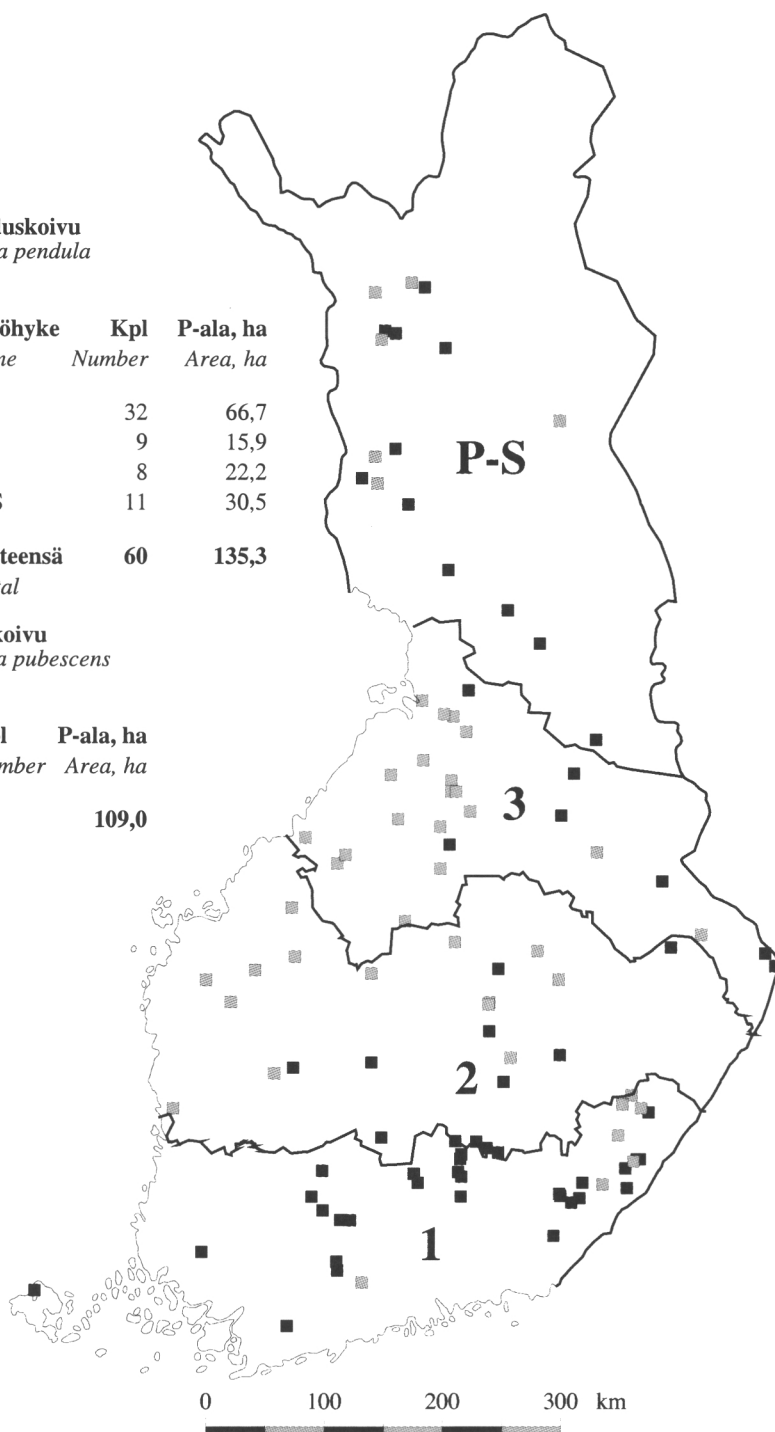 uskoivu
a pendula
öhyke Kpl P-ala, ha
ne Number Area, ha
32 66,7
9 15,9
8 22,2
S 11 30,5
teensä 60 135,3
tal
koivu
a pubescens
ol P-ala, ha
mber Area, ha
109,0
P-S
3
2
1
0 100 200 300 km